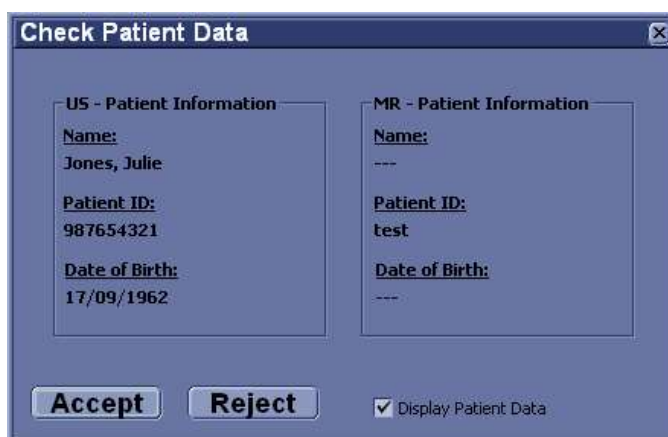 Check Patient Data
US - Patient Information
Name:
Jones, Julie
Patient ID:
987654321
Date of Birth:
17/09/1962
MR - Patient Information
Name:
---
Patient ID:
test
Date of Birth:
---
Accept
Reject
Display Patient Data